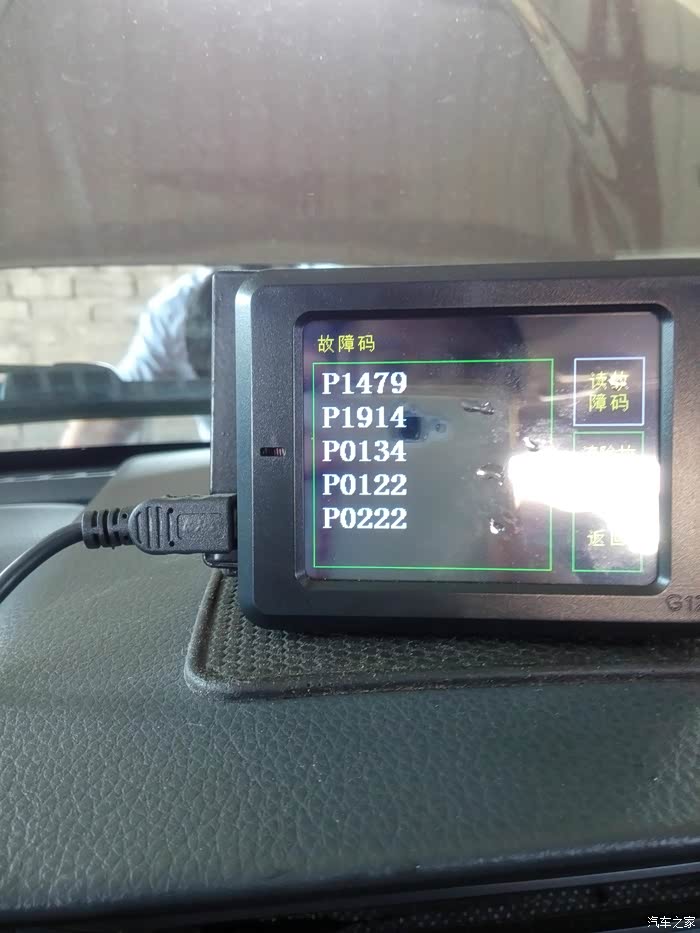 故障码
P1479
P1914
P0134
P0122
P0222
读故
障码
返回
汽车之家